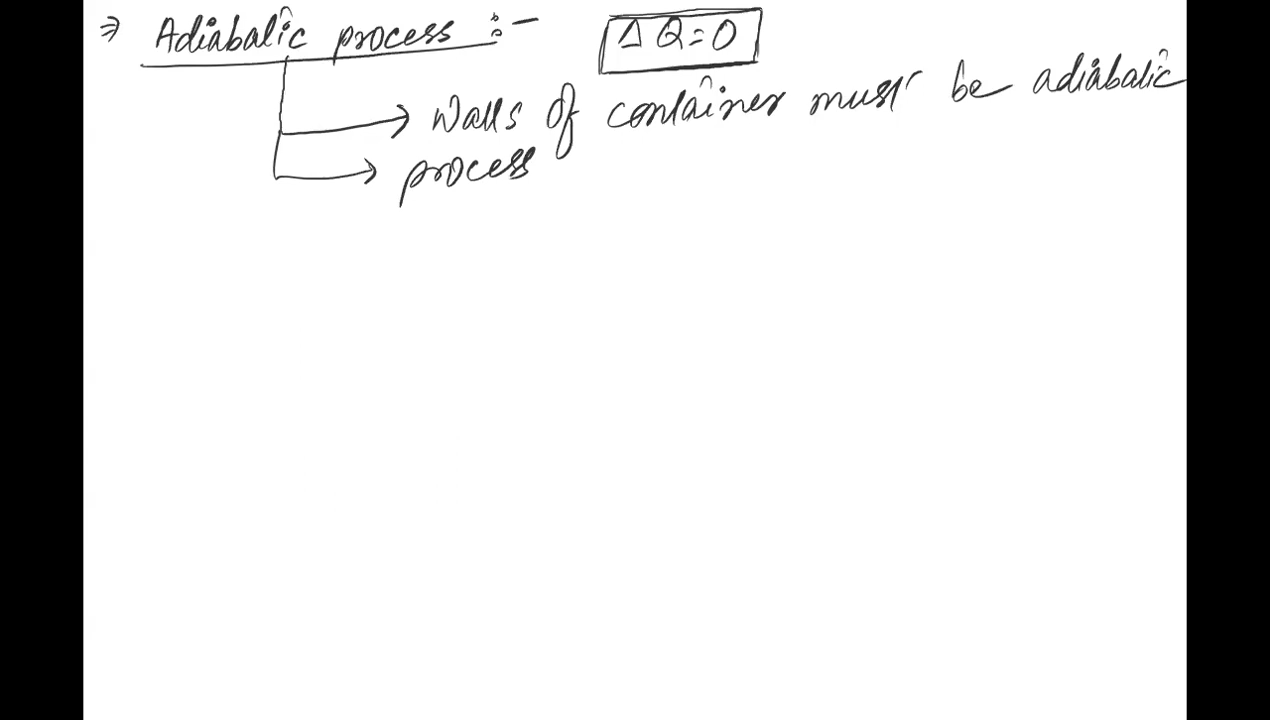 ⇒ Adiabatic process :- ΔQ=0
→ Walls of container must be adiabatic
→ process